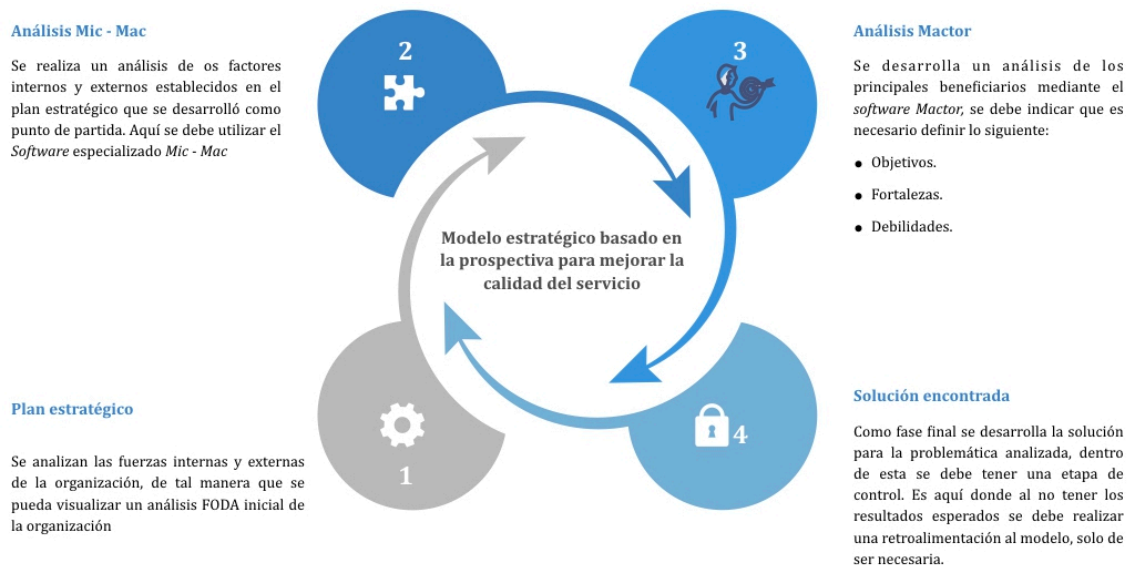 Análisis Mic - Mac
Se realiza un análisis de os factores
internos y externos establecidos en el
plan estratégico que se desarrolló como
punto de partida. Aquí se debe utilizar el
Software especializado Mic - Mac
2
3
Análisis Mactor
Se desarrolla un análisis de los
principales beneficiarios mediante el
software Mactor, se debe indicar que es
necesario definir lo siguiente:
● Objetivos.
● Fortalezas.
● Debilidades.
Modelo estratégico basado en
la prospectiva para mejorar la
calidad del servicio
Plan estratégico
Se analizan las fuerzas internas y externas
de la organización, de tal manera que se
pueda visualizar un análisis FODA inicial de
la organización
1
4
Solución encontrada
Como fase final se desarrolla la solución
para la problemática analizada, dentro
de esta se debe tener una etapa de
control. Es aquí donde al no tener los
resultados esperados se debe realizar
una retroalimentación al modelo, solo de
ser necesaria.